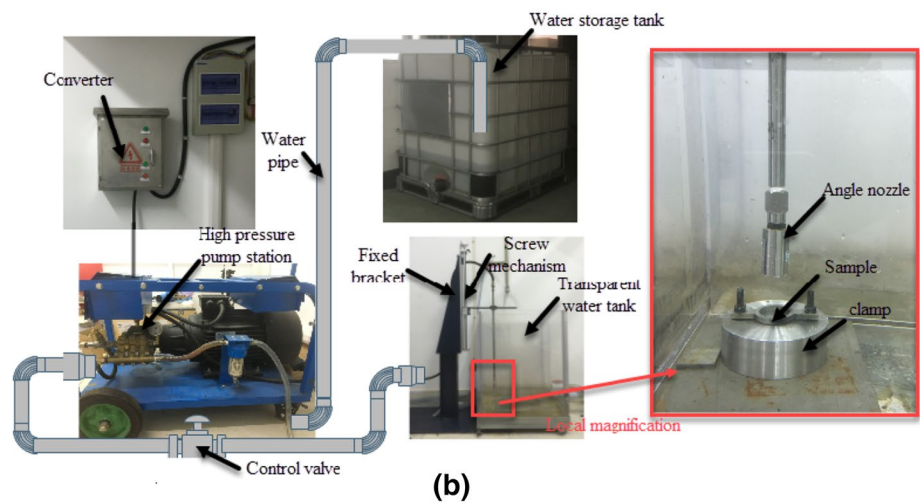 Water storage tank
Converter
Water
pipe
High pressure
pump station
Fixed
bracket
Screw
mechanism
Transparent
water tank
Angle nozzle
Sample
clamp
Local magnification
Control valve
(b)